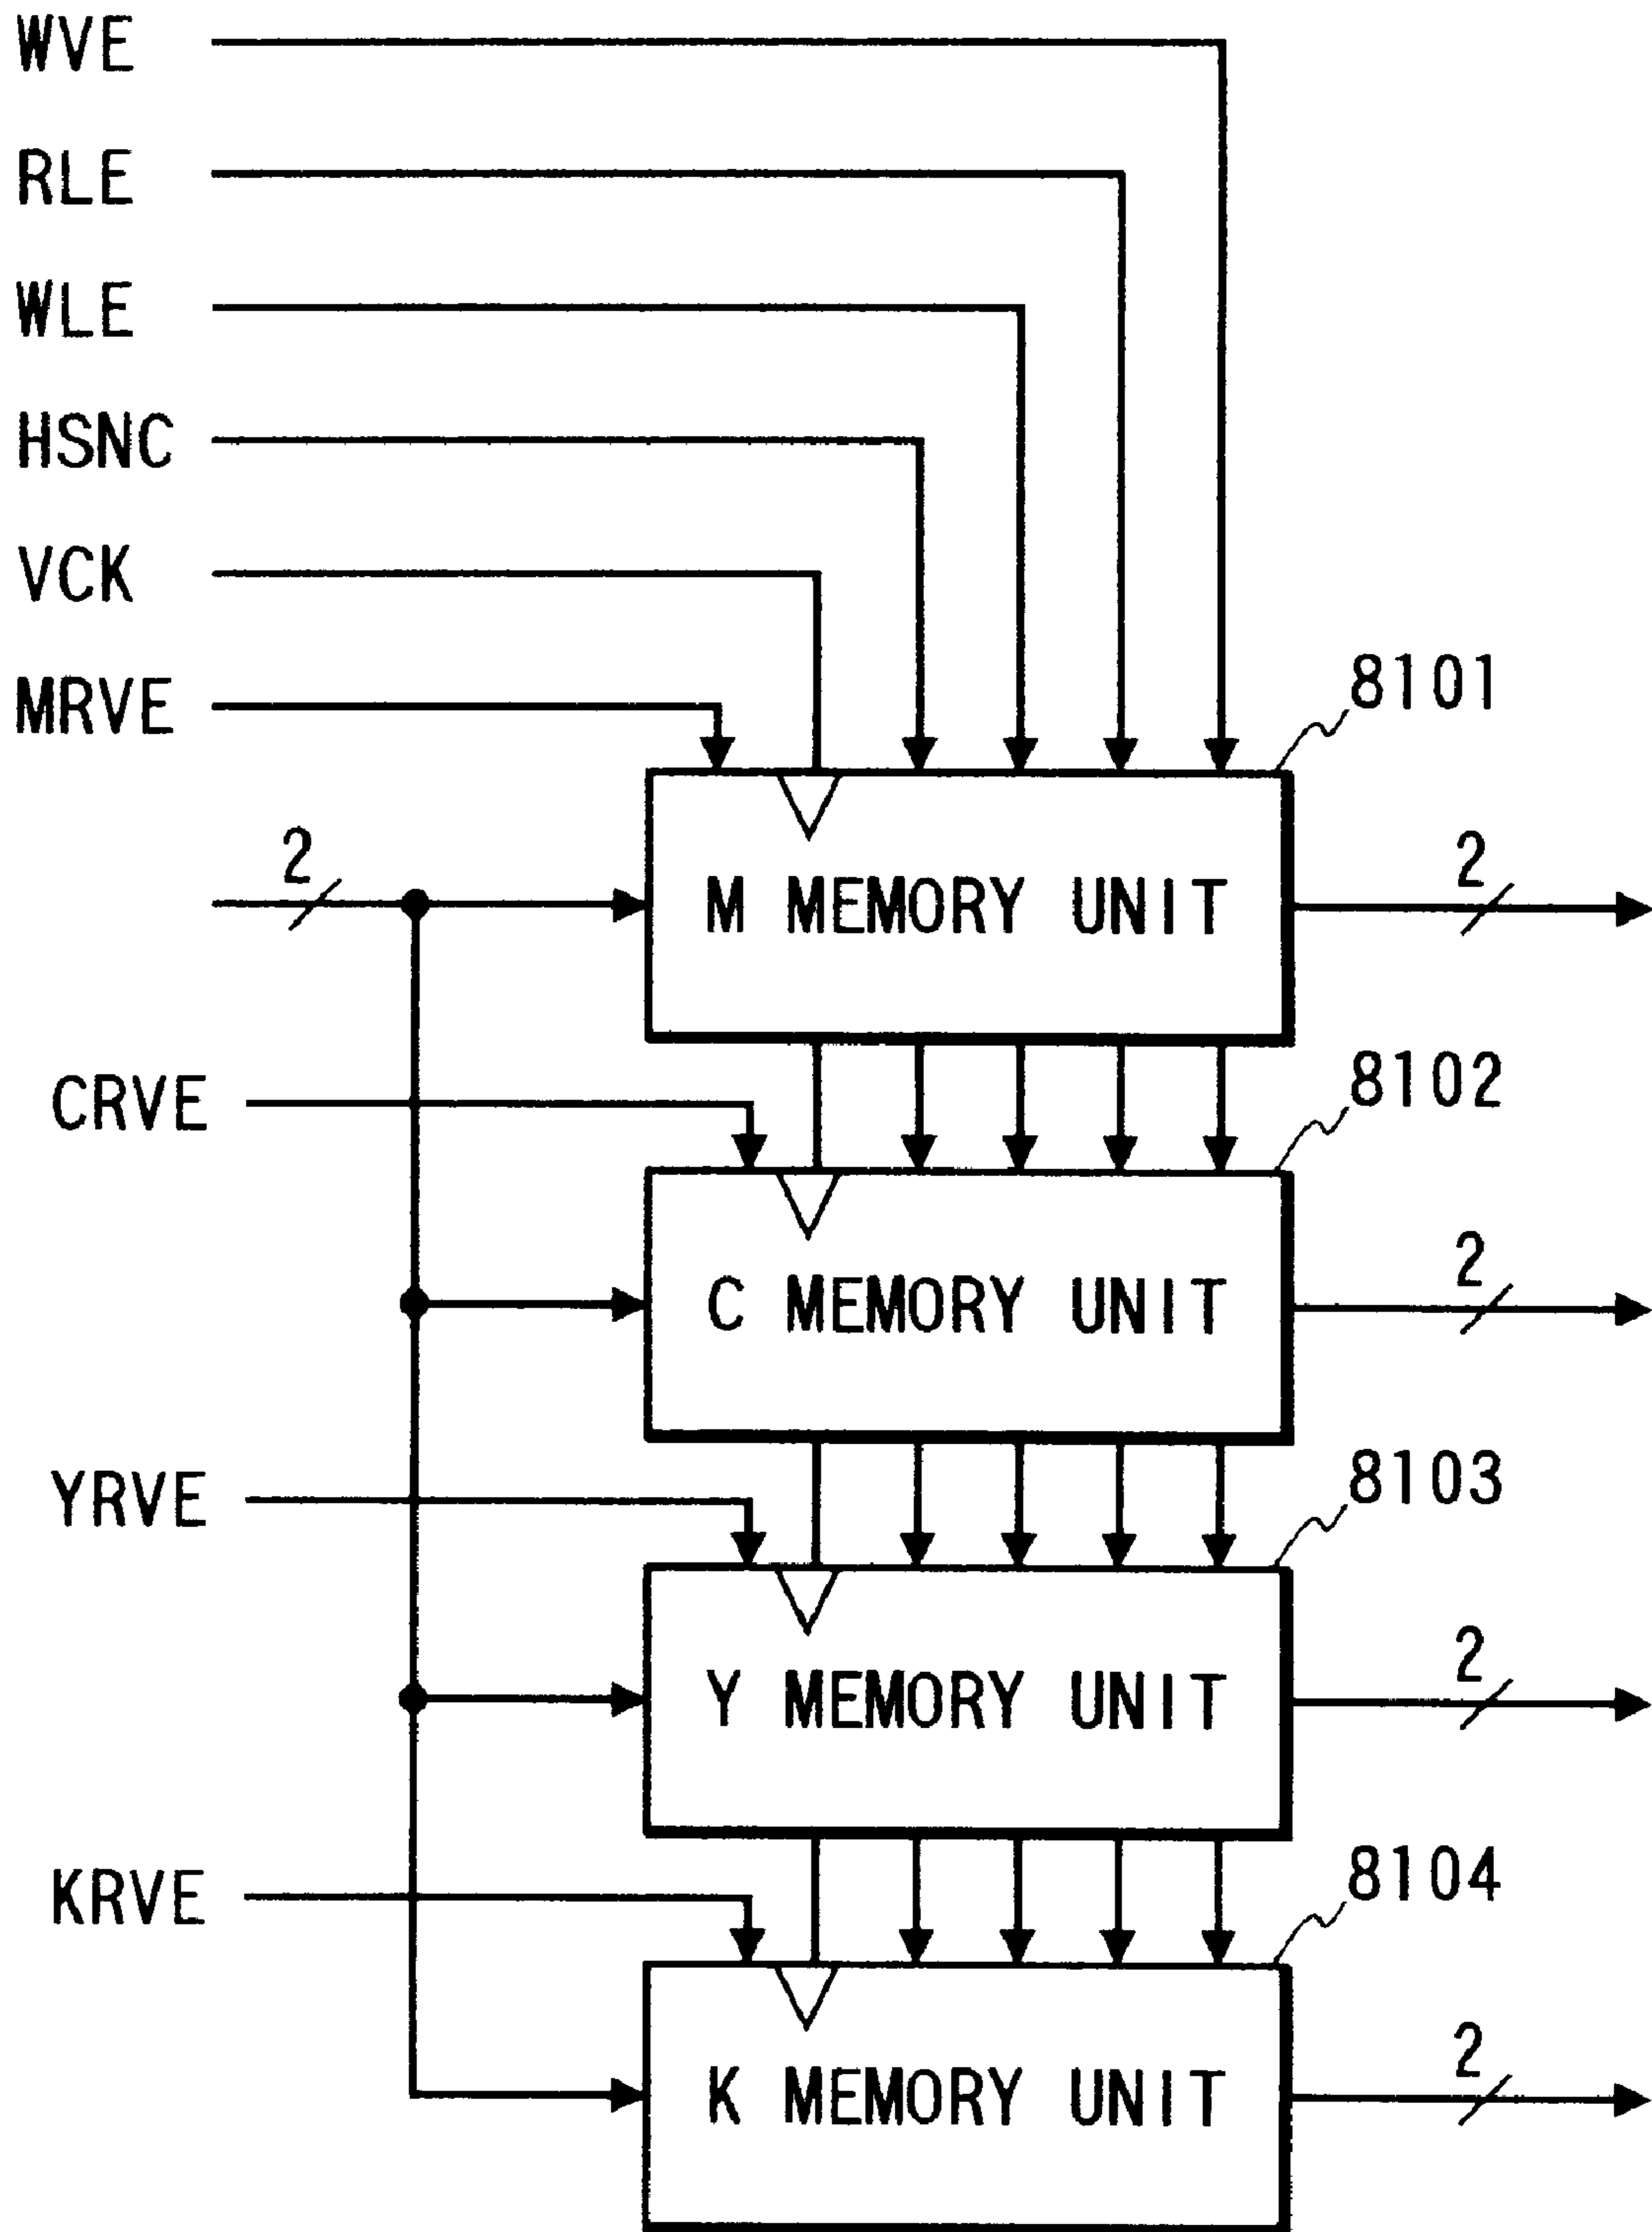 WVE
RLE
WLE
HSNC
VCK
MRVE
8101
2
M MEMORY UNIT
2
CRVE
8102
C MEMORY UNIT
2
YRVE
8103
Y MEMORY UNIT
2
KRVE
8104
K MEMORY UNIT
2